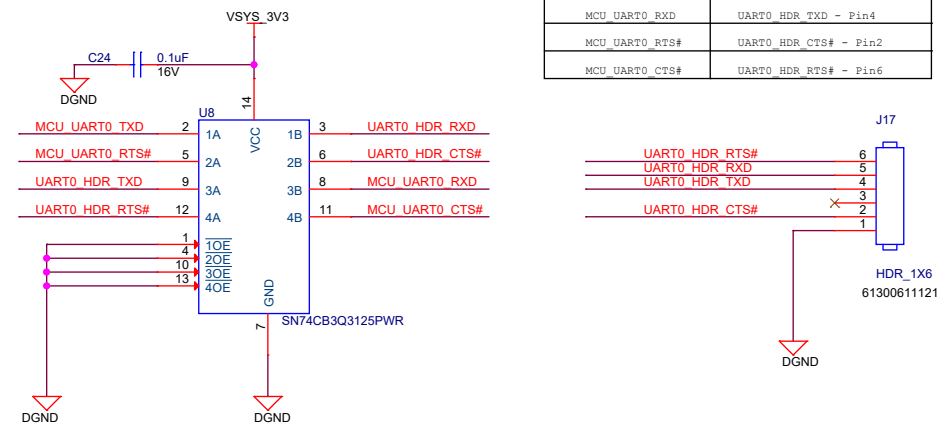 MCU_UART0_RXD UART0_HDR_TXD - Pin4
MCU_UART0_RTS# UART0_HDR_CTS# - Pin2
MCU_UART0_CTS# UART0_HDR_RTS# - Pin6
VSYS_3V3
C24 0.1uF
16V
DGND
14
U8
VCC
MCU_UART0_TXD 2 1A 1B 3 UART0_HDR_RXD
MCU_UART0_RTS# 5 2A 2B 6 UART0_HDR_CTS#
UART0_HDR_TXD 9 3A 3B 8 MCU_UART0_RXD
UART0_HDR_RTS# 12 4A 4B 11 MCU_UART0_CTS#
1 1OE
4 2OE
10 3OE
13 4OE
GND
7
SN74CB3Q3125PWR
DGND
DGND
J17
UART0_HDR_RTS# 6
UART0_HDR_RXD 5
UART0_HDR_TXD 4
3
UART0_HDR_CTS# 2
1
HDR_1X6
61300611121
DGND